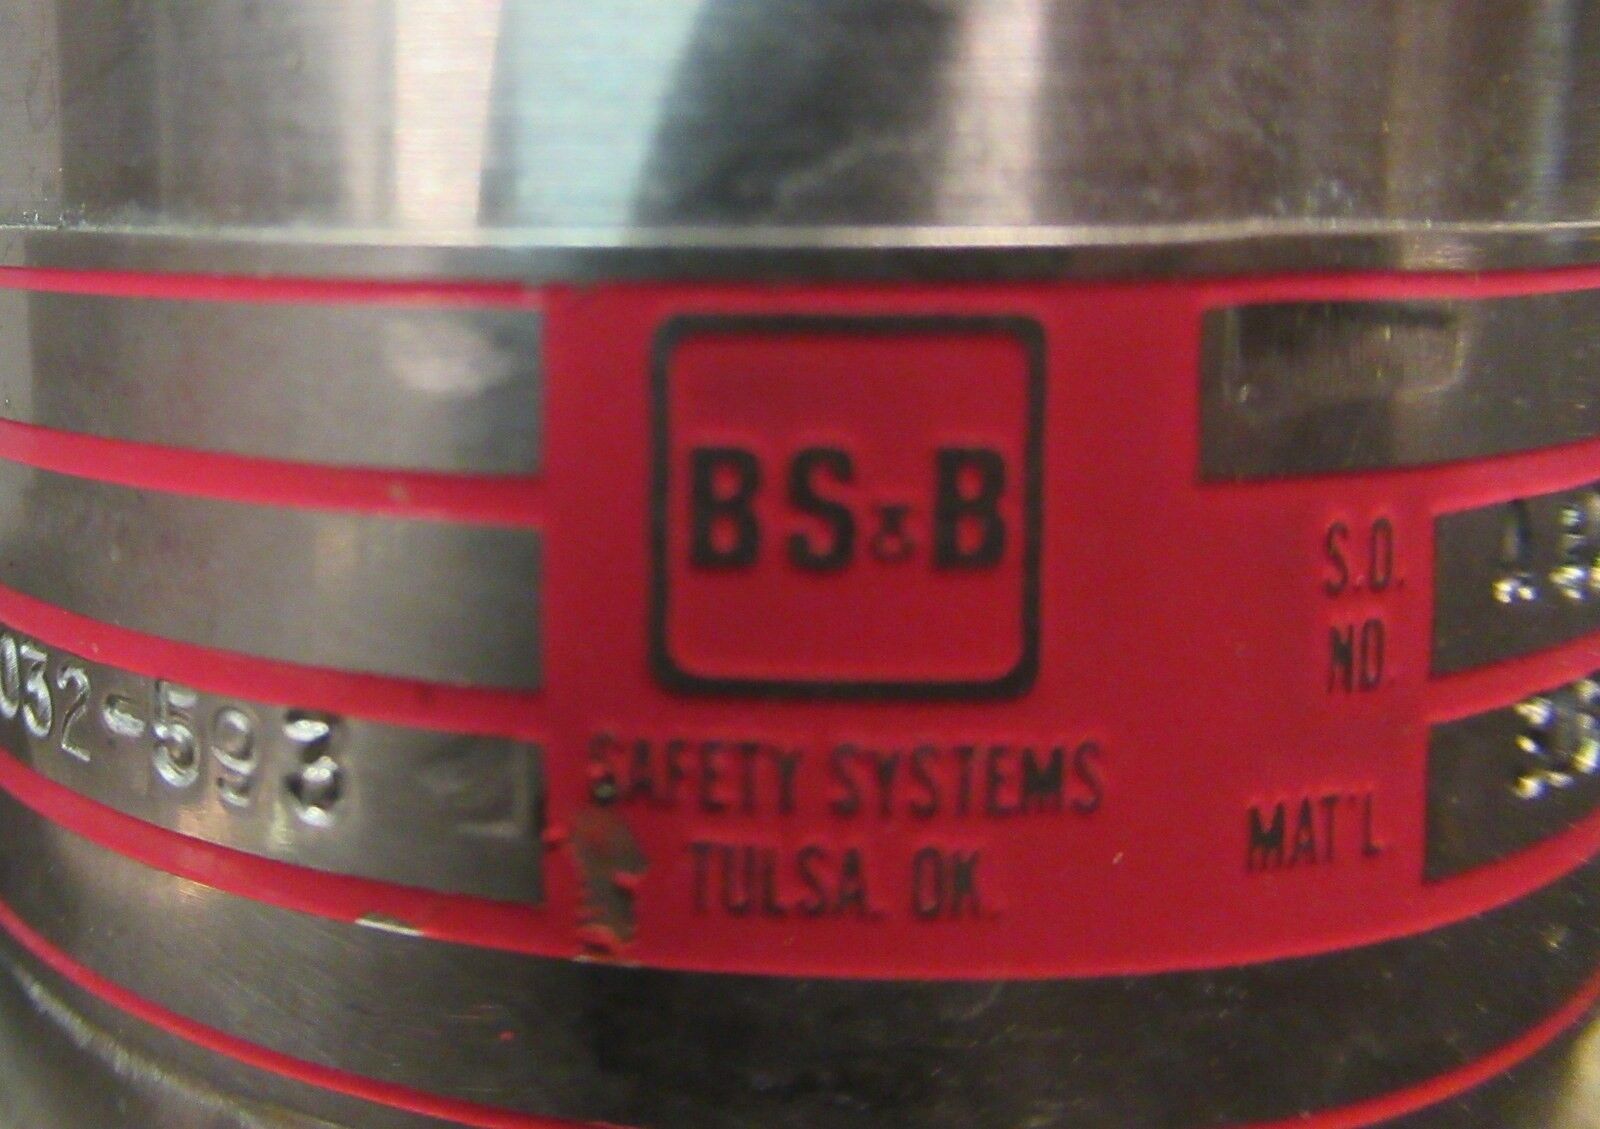 BS&B
S.O.
NO.
032-593
SAFETY SYSTEMS
MAT'L.
TULSA. OK.